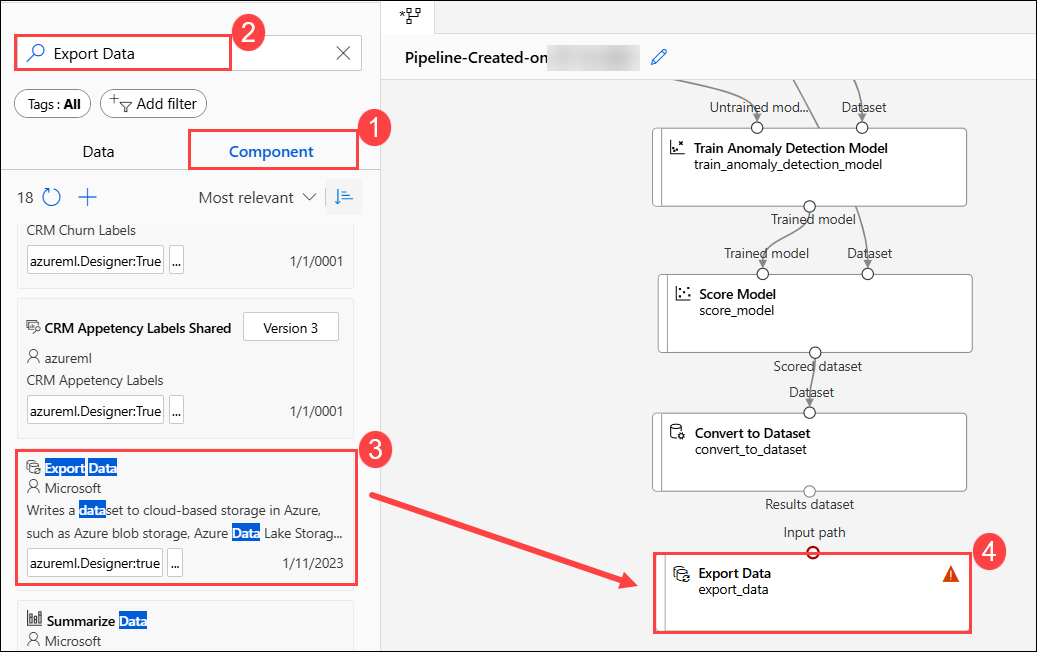 Export Data
2
Tags : All
Add filter
1
Data
Component
18
Most relevant
CRM Churn Labels
azureml.Designer:True
...
1/1/0001
CRM Appetency Labels Shared
Version 3
azureml
CRM Appetency Labels
azureml.Designer:True
...
1/1/0001
3
Export Data
Microsoft
Writes a dataset to cloud-based storage in Azure,
such as Azure blob storage, Azure Data Lake Storag...
azureml.Designer:true
...
1/11/2023
Summarize Data
Microsoft
Pipeline-Created-on
Untrained mod...
Dataset
Train Anomaly Detection Model
train_anomaly_detection_model
Trained model
Trained model
Dataset
Score Model
score_model
Scored dataset
Dataset
Convert to Dataset
convert_to_dataset
Results dataset
Input path
4
Export Data
export_data